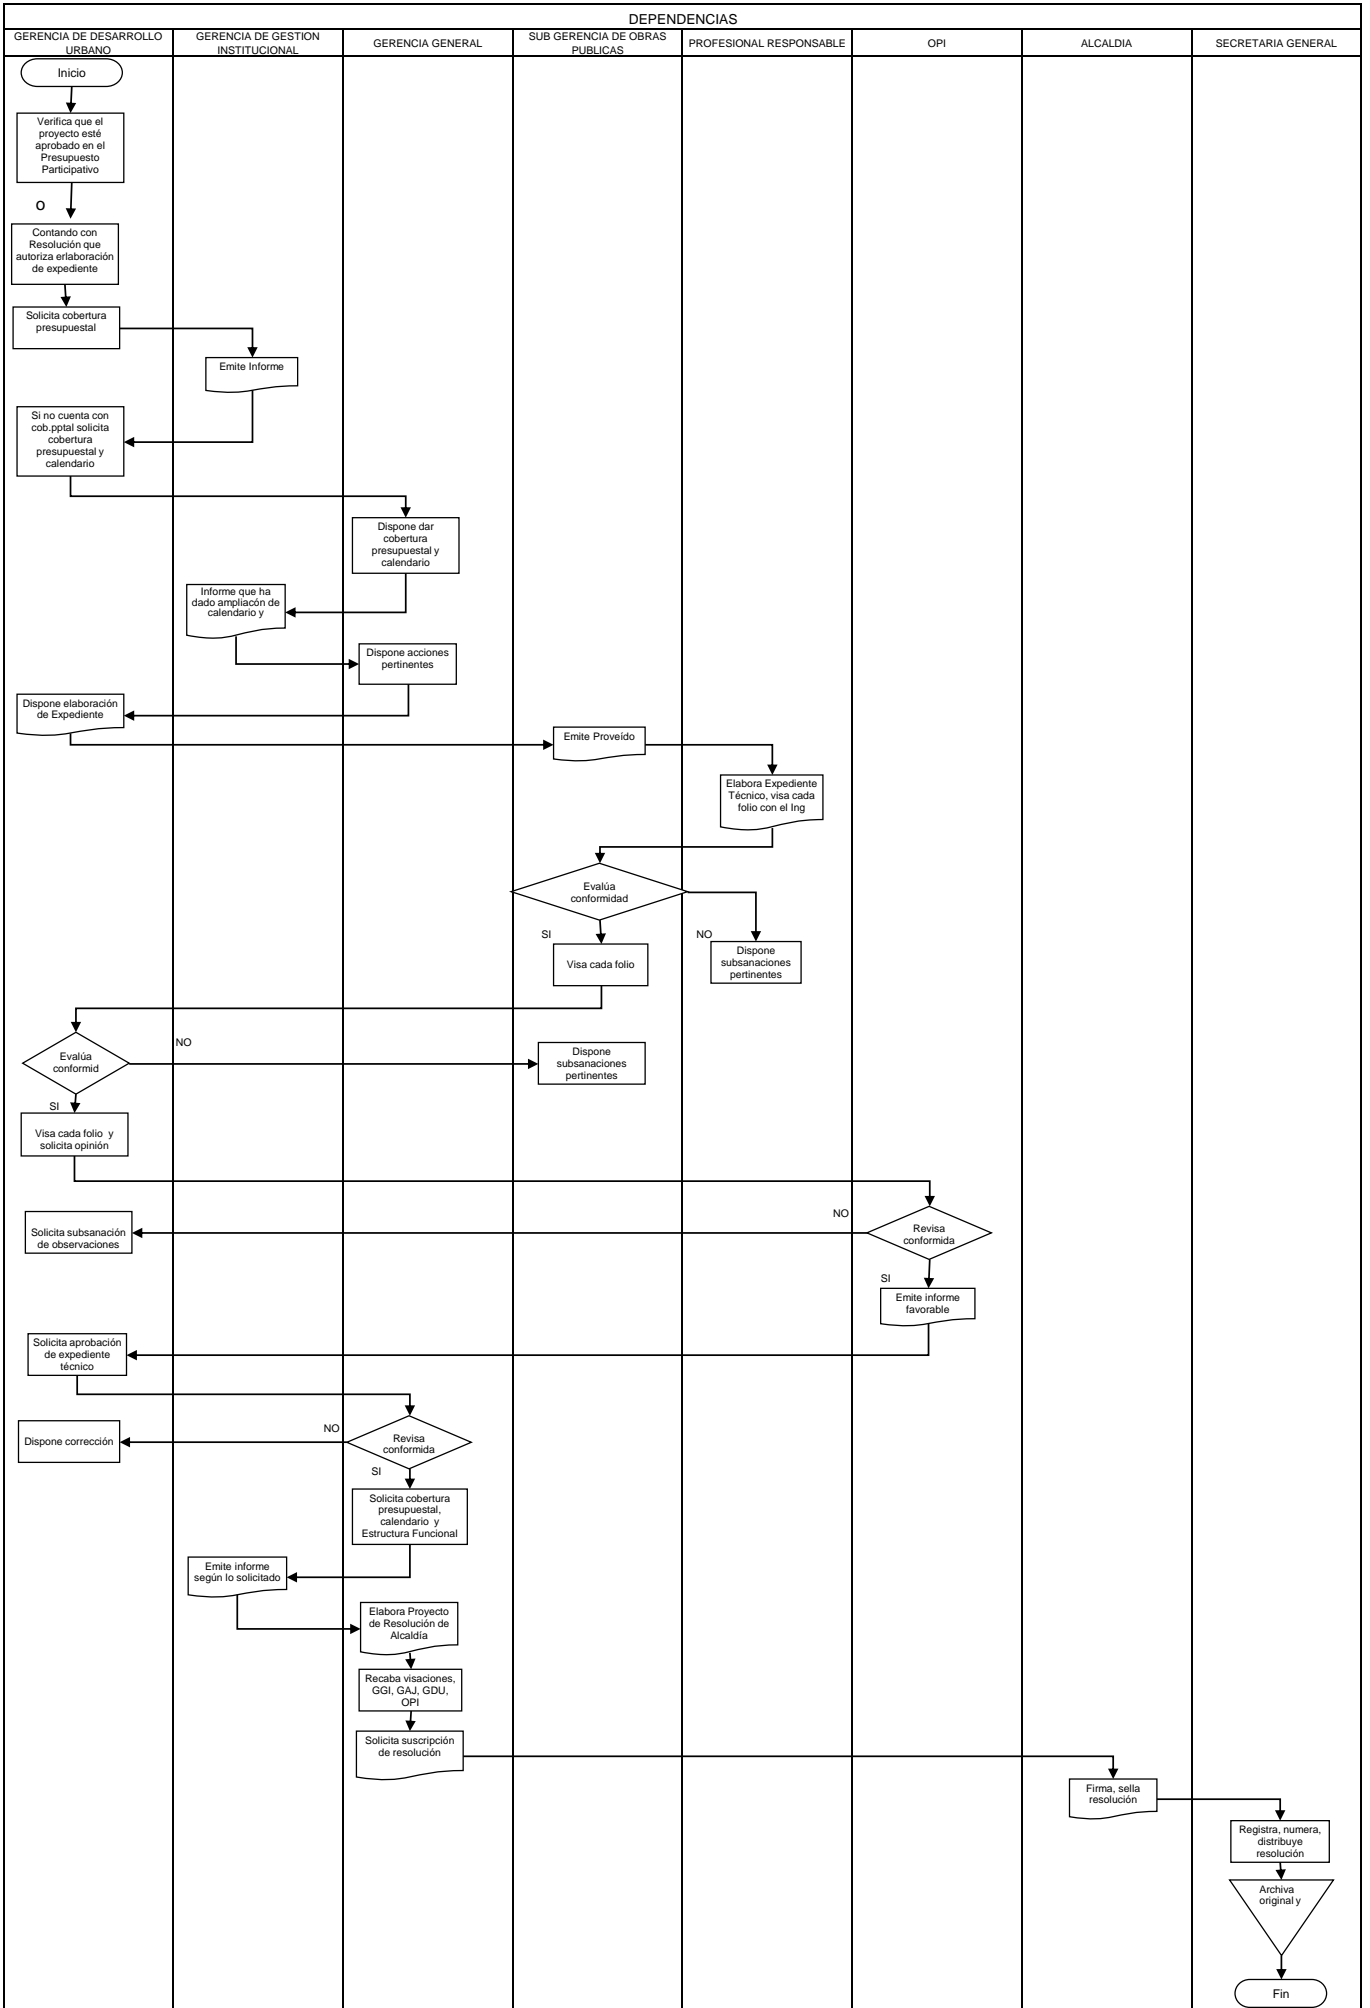 DEPENDENCIAS
GERENCIA DE DESARROLLO
URBANO
GERENCIA DE GESTION
INSTITUCIONAL
GERENCIA GENERAL
SUB GERENCIA DE OBRAS
PUBLICAS
PROFESIONAL RESPONSABLE
OPI
ALCALDIA
SECRETARIA GENERAL
Inicio
Verifica que el
proyecto esté
aprobado en el
Presupuesto
Participativo
O
Contando con
Resolución que
autoriza erlaboración
de expediente
Solicita cobertura
presupuestal
Emite Informe
Si no cuenta con
cob.pptal solicita
cobertura
presupuestal y
calendario
Dispone dar
cobertura
presupuestal y
calendario
Informe que ha
dado ampliacón de
calendario y
Dispone acciones
pertinentes
Dispone elaboración
de Expediente
Emite Proveído
Elabora Expediente
Técnico, visa cada
folio con el Ing
Evalúa
conformidad
SI
NO
Visa cada folio
Dispone
subsanaciones
pertinentes
Evalúa
conformid
NO
Dispone
subsanaciones
pertinentes
SI
Visa cada folio y
solicita opinión
NO
Revisa
conformida
Solicita subsanación
de observaciones
SI
Emite informe
favorable
Solicita aprobación
de expediente
técnico
NO
Revisa
conformida
Dispone corrección
SI
Solicita cobertura
presupuestal,
calendario y
Estructura Funcional
Emite informe
según lo solicitado
Elabora Proyecto
de Resolución de
Alcaldía
Recaba visaciones,
GGI, GAJ, GDU,
OPI
Solicita suscripción
de resolución
Firma, sella
resolución
Registra, numera,
distribuye
resolución
Archiva
original y
Fin